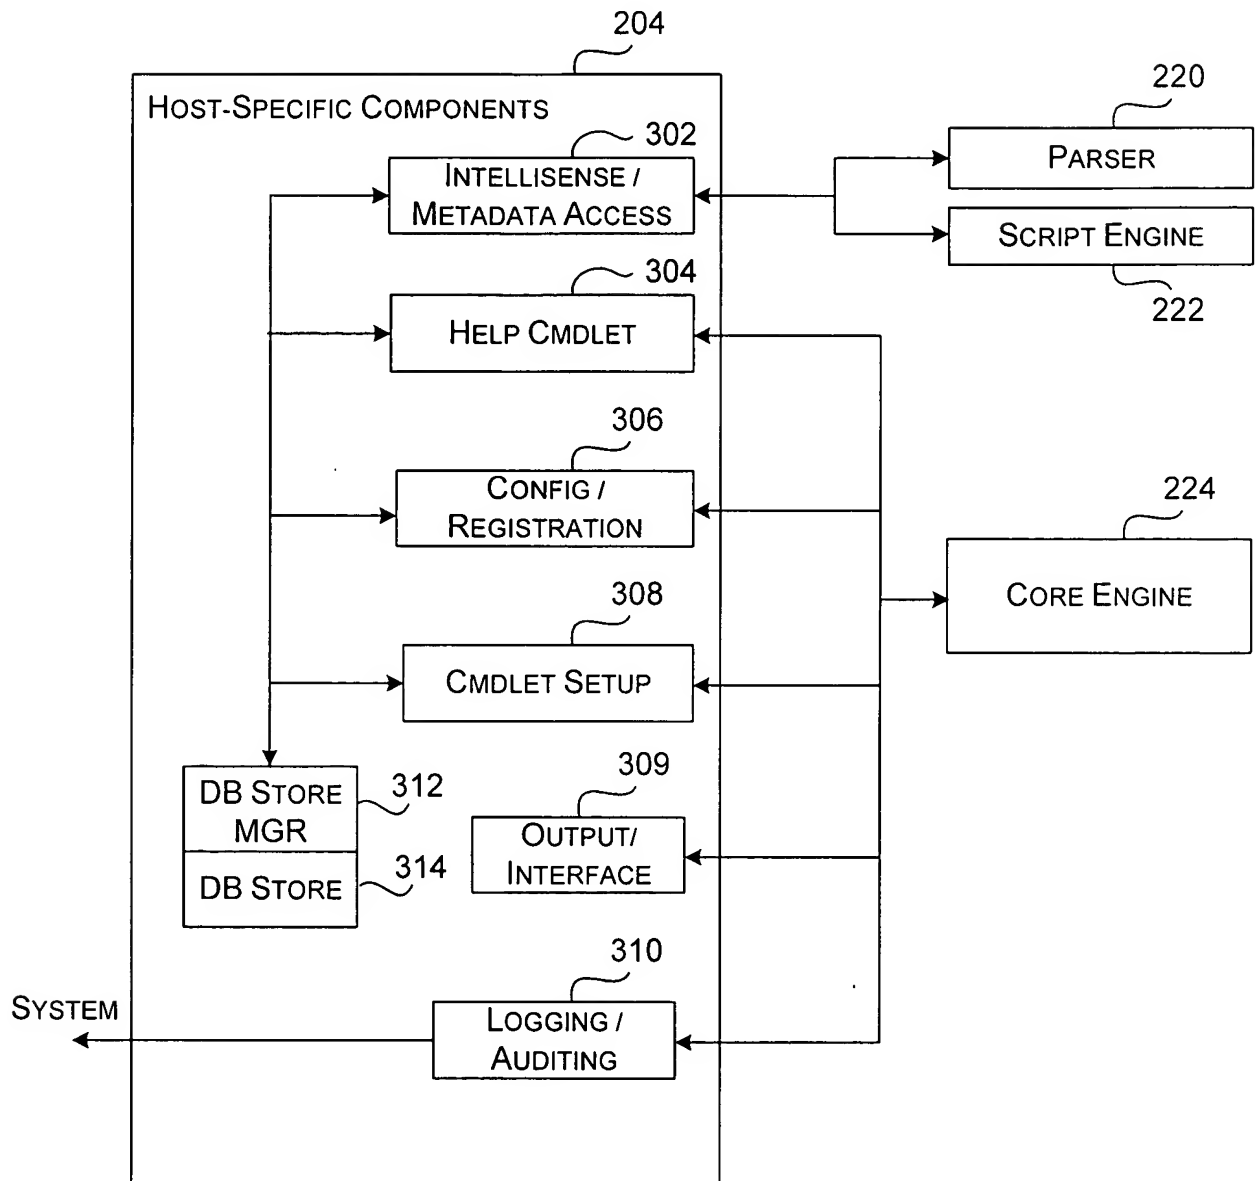 204
HOST-SPECIFIC COMPONENTS
302
INTELLISENSE /
METADATA ACCESS
220
PARSER
SCRIPT ENGINE
222
304
HELP CMDLET
306
CONFIG /
REGISTRATION
224
CORE ENGINE
308
CMDLET SETUP
DB STORE
MGR
312
DB STORE
314
309
OUTPUT/
INTERFACE
310
LOGGING /
AUDITING
SYSTEM